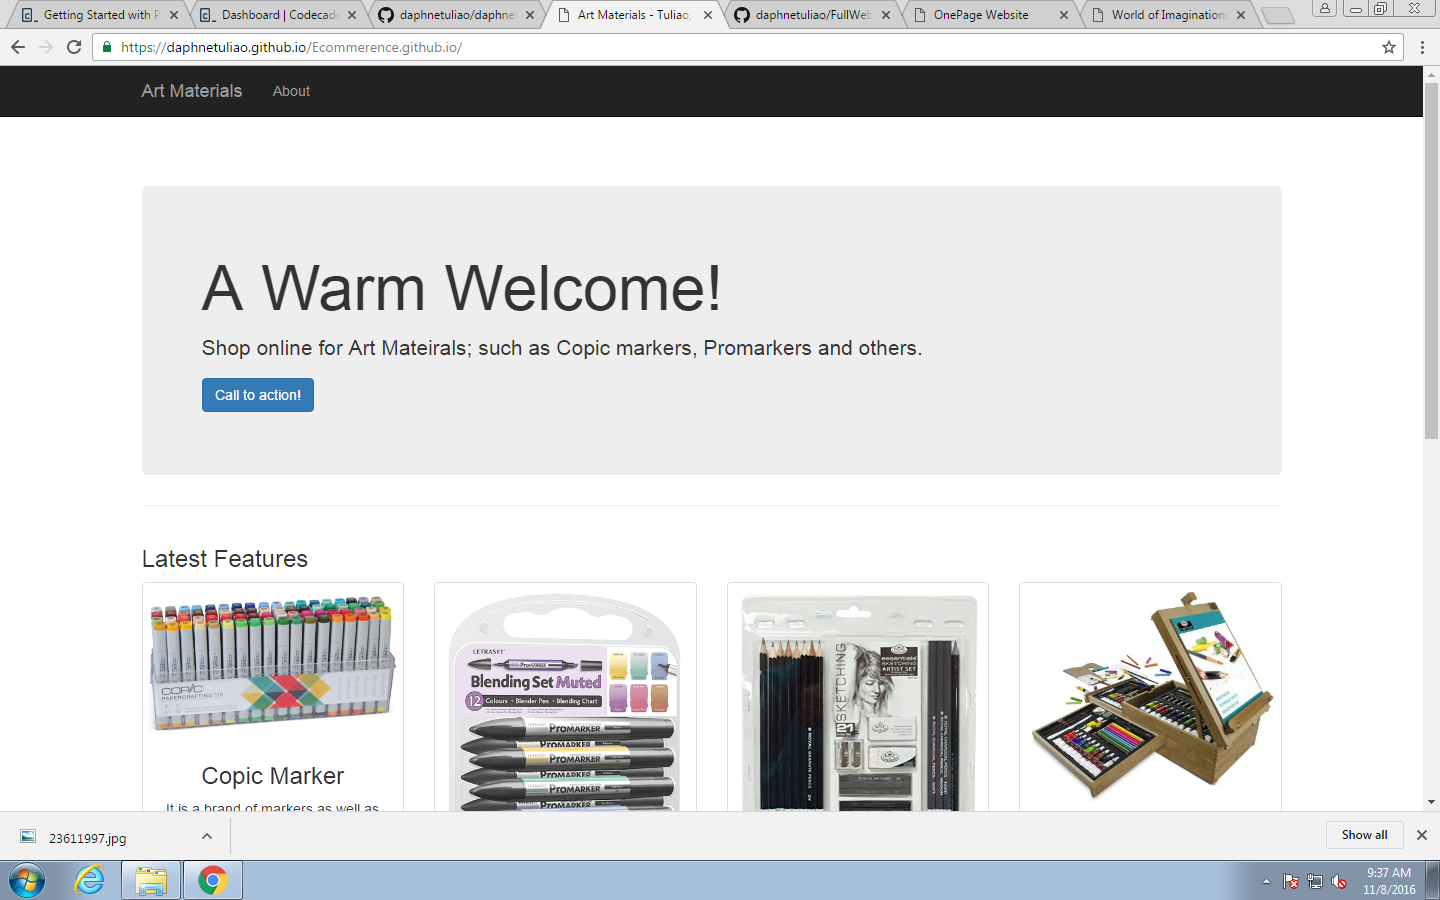 Getting Started with P
Dashboard | Codecad
daphnetuliao/daphne
Art Materials - Tuliao,
daphnetuliao/FullWeb
OnePage Website
World of Imagination
https://daphnetuliao.github.io/Ecommerence.github.io/
Art Materials
About
A Warm Welcome!
Shop online for Art Mateirals; such as Copic markers, Promarkers and others.
Call to action!
Latest Features
COPIC
PAPERCRAFTING
LETRASET
PROMARKER
Blending Set Muted
12 Colours • Blender Pen • Blending Chart
PROMARKER
PROMARKER
PROMARKER
PROMARKER
PROMARKER
essentials
SKETCHING
ARTIST SET
SKETCHING
21
Copic Marker
It is a brand of markers as well as
23611997.jpg
Show all
9:37 AM
11/8/2016